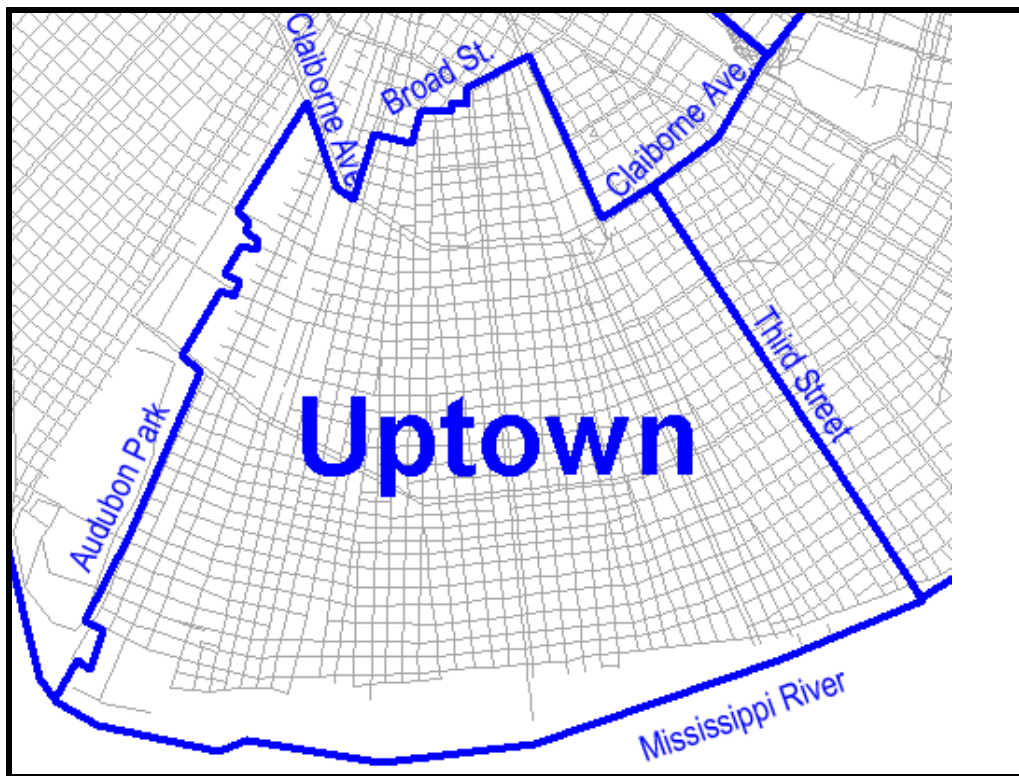 Claiborne Ave.
Broad St.
Claiborne Ave.
Uptown
Third Street
Audubon Park
Mississippi River